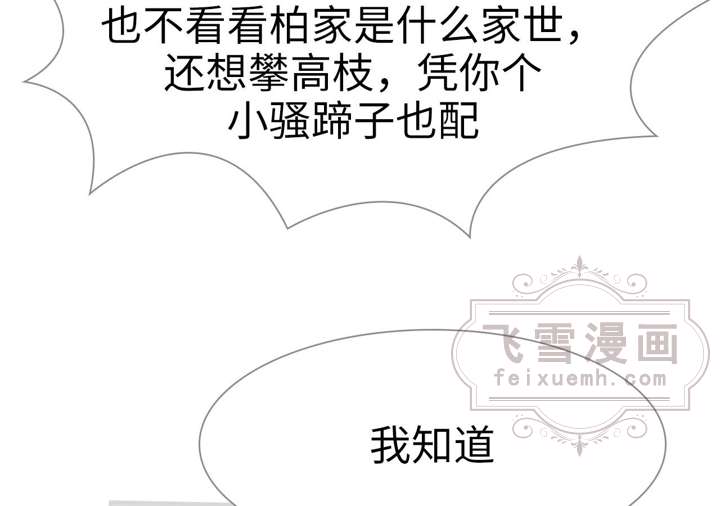 也不看看柏家是什么家世，
还想攀高枝，凭你个
小骚蹄子也配
飞雪漫画
feixuemh.com
我知道